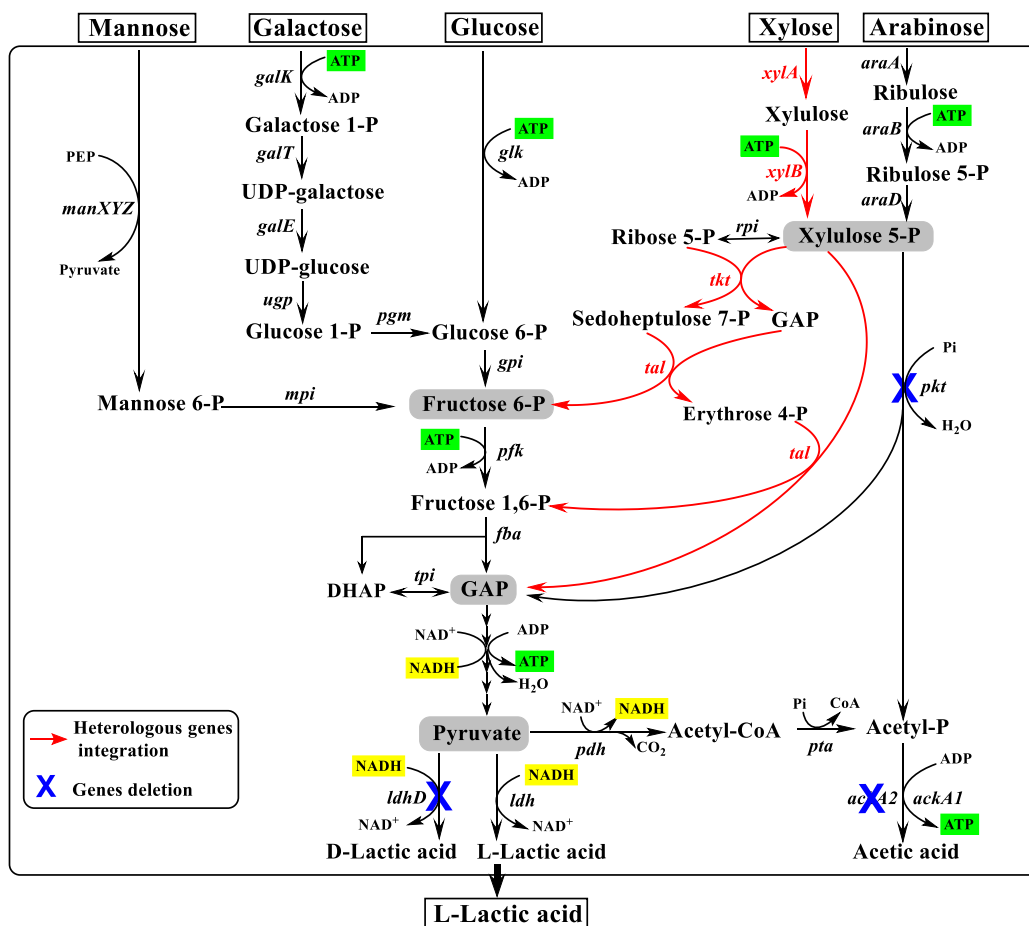 Mannose
Galactose
Glucose
Xylose
Arabinose
galK
ATP
ADP
Galactose 1-P
galT
UDP-galactose
galE
UDP-glucose
ugp
Glucose 1-P
pgm
PEP
manXYZ
Pyruvate
Mannose 6-P
mpi
ATP
glk
ADP
Glucose 6-P
gpi
Fructose 6-P
ATP
ADP
pfk
Fructose 1,6-P
fba
DHAP
tpi
GAP
xylA
Xylulose
ATP
xylB
ADP
araA
Ribulose
araB
ATP
ADP
Ribulose 5-P
araD
Ribose 5-P
rpi
Xylulose 5-P
tkt
Sedoheptulose 7-P
GAP
tal
Erythrose 4-P
tal
Pi
pkt
H2O
NAD+
NADH
ADP
ATP
H2O
Pyruvate
NAD+
NADH
pdh
CO2
Acetyl-CoA
Pi
CoA
pta
Acetyl-P
NADH
ldhD
NAD+
D-Lactic acid
NADH
ldh
NAD+
L-Lactic acid
ADP
ackA2
ackA1
ATP
Acetic acid
L-Lactic acid
Heterologous genes
integration
X Genes deletion